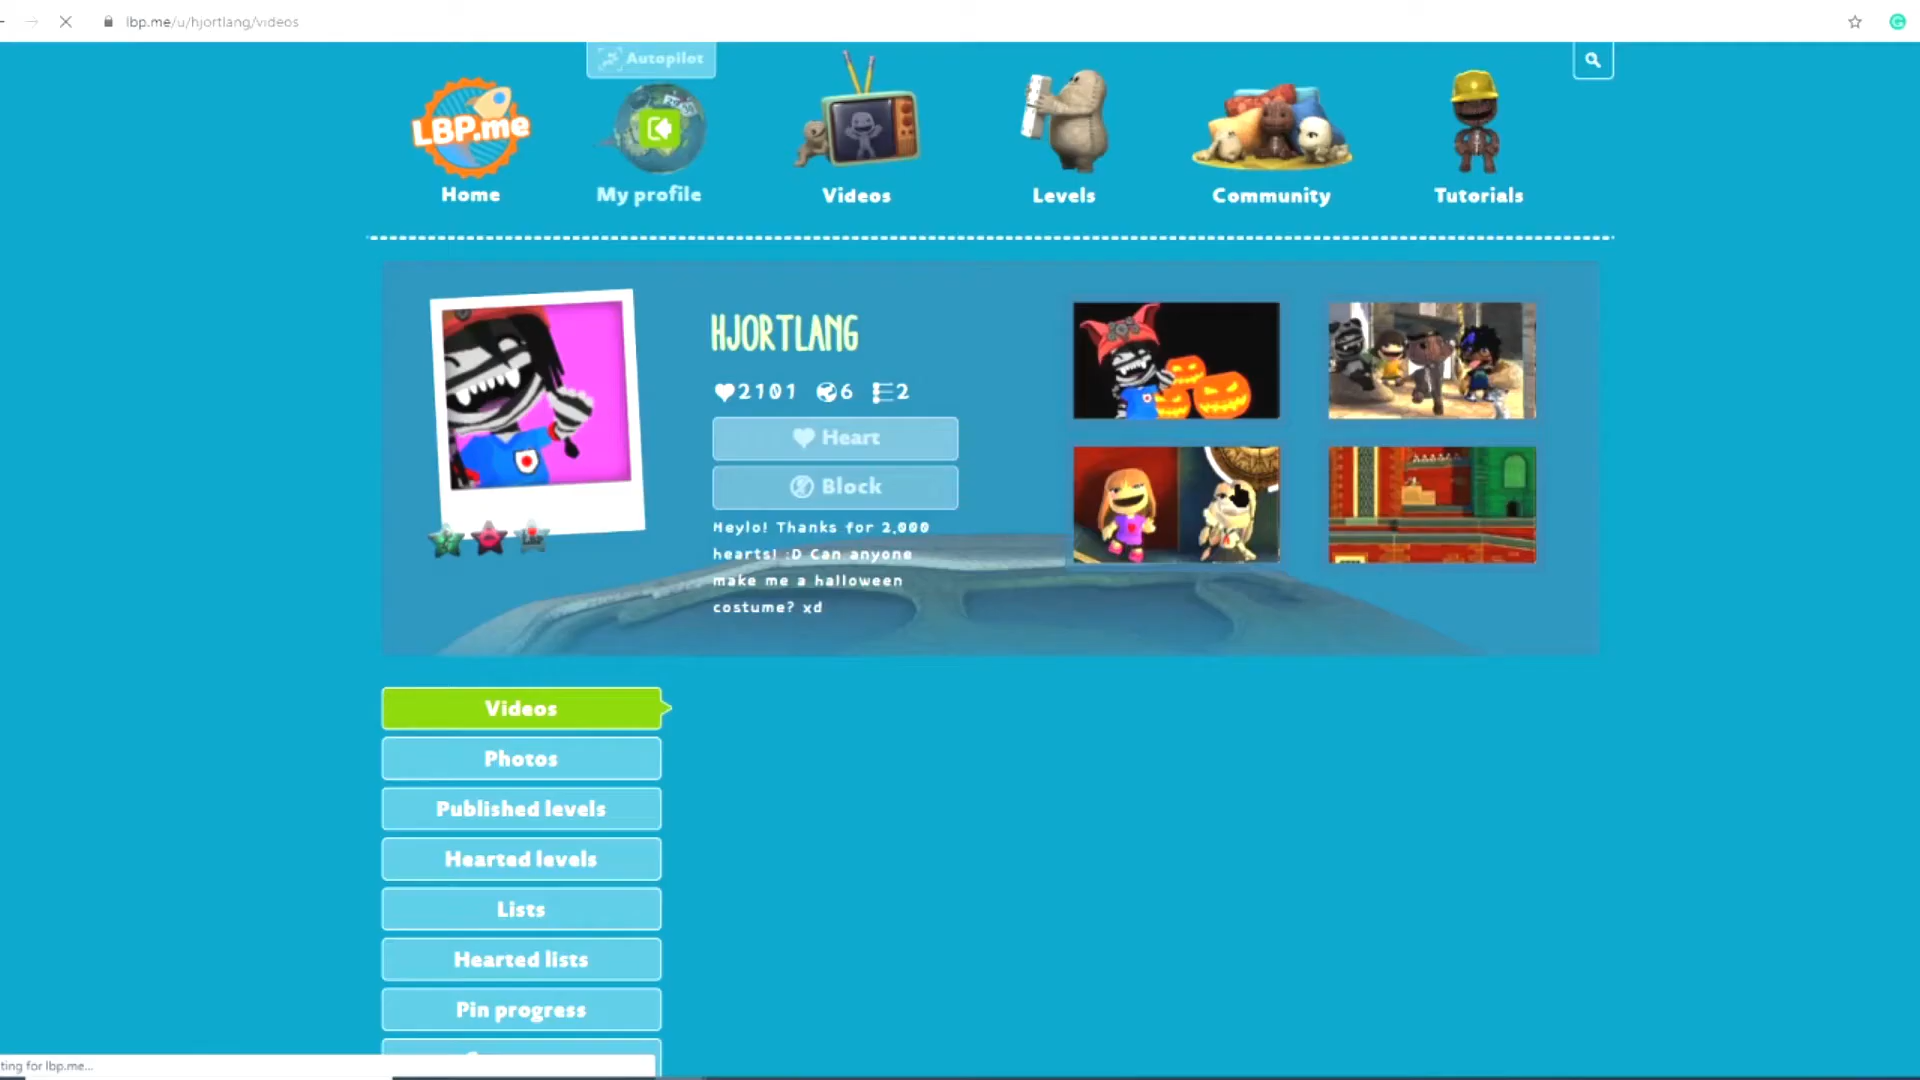 lbp.me/u/hjortlang/videos
Autopilot
LBP.me
Home
My profile
Videos
Levels
Community
Tutorials
HJORTLANG
2101 6 2
Heart
Block
Heylo! Thanks for 2,000
hearts! :D Can anyone
make me a halloween
costume? xd
Videos
Photos
Published levels
Hearted levels
Lists
Hearted lists
Pin progress
ting for lbp.me...